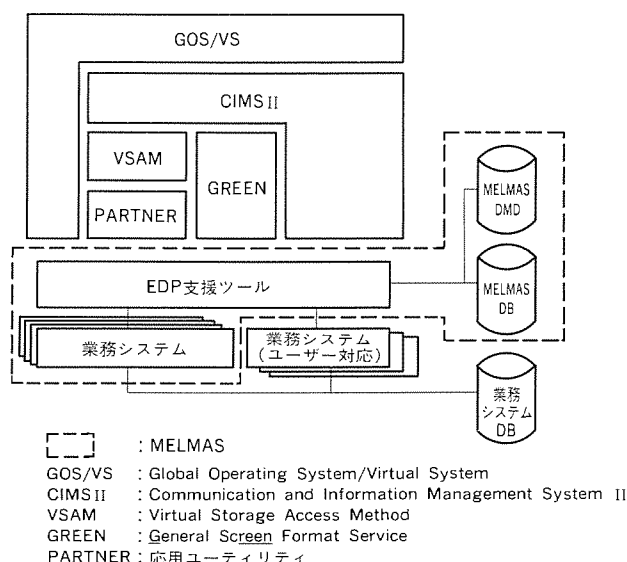 GOS/VS
CIMS II
VSAM
GREEN
PARTNER
MELMAS
DMD
EDP支援ツール
MELMAS
DB
業務システム
業務システム
(ユーザー対応)
業務
システム
DB
: MELMAS
GOS/VS : Global Operating System/Virtual System
CIMS II : Communication and Information Management System II
VSAM : Virtual Storage Access Method
GREEN : General Screen Format Service
PARTNER : 応用ユーティリティ